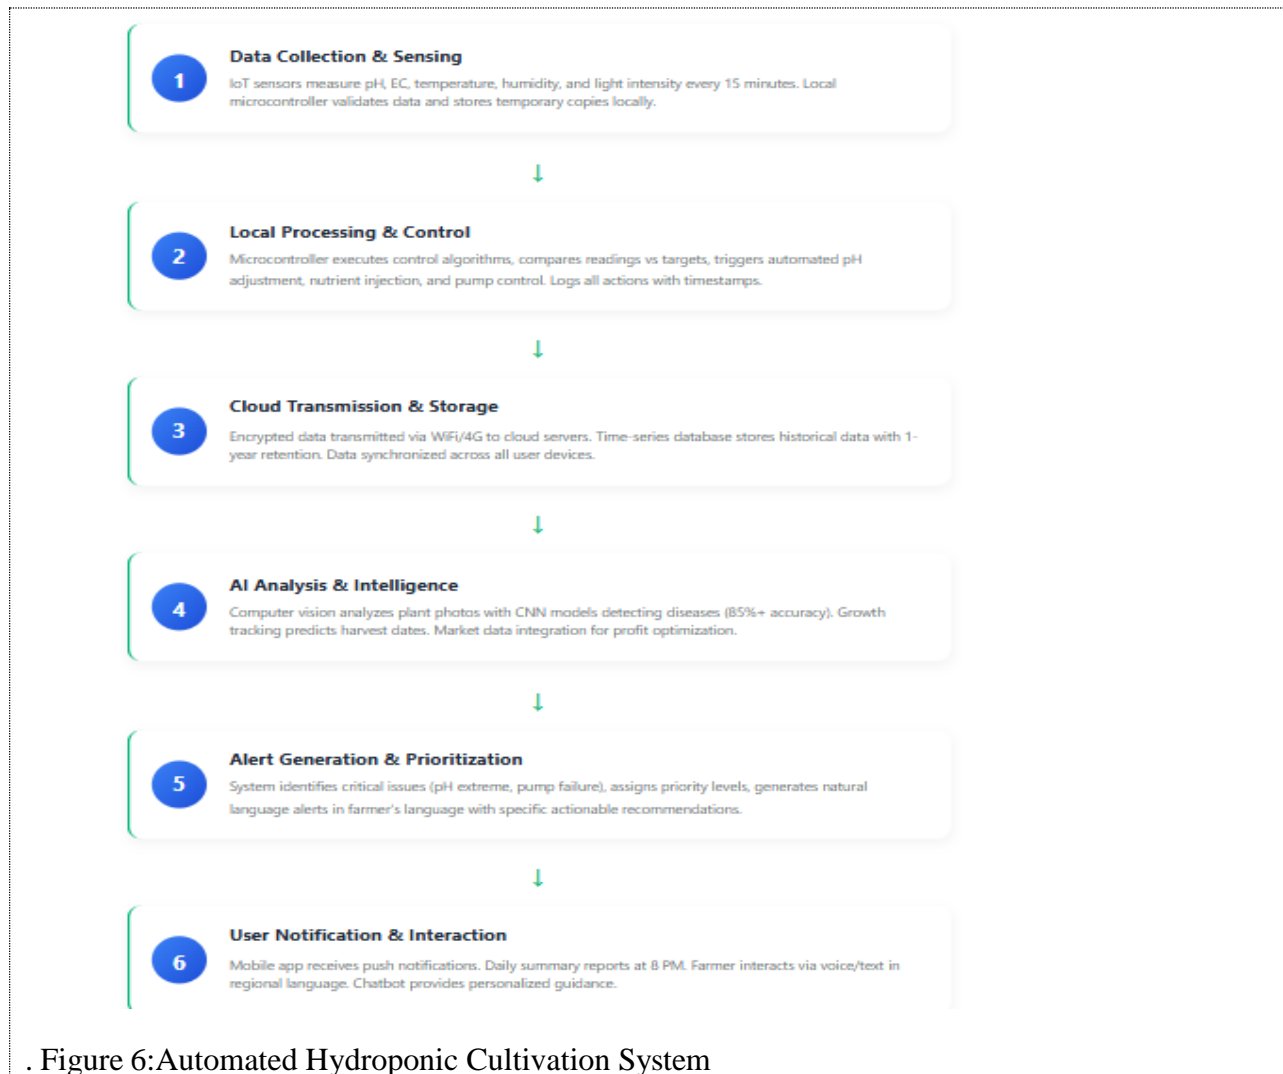 1
Data Collection & Sensing
IoT sensors measure pH, EC, temperature, humidity, and light intensity every 15 minutes. Local
microcontroller validates data and stores temporary copies locally.
↓
2
Local Processing & Control
Microcontroller executes control algorithms, compares readings vs targets, triggers automated pH
adjustment, nutrient injection, and pump control. Logs all actions with timestamps.
↓
3
Cloud Transmission & Storage
Encrypted data transmitted via WiFi/4G to cloud servers. Time-series database stores historical data with 1-
year retention. Data synchronized across all user devices.
↓
4
AI Analysis & Intelligence
Computer vision analyzes plant photos with CNN models detecting diseases (85%+ accuracy). Growth
tracking predicts harvest dates. Market data integration for profit optimization.
↓
5
Alert Generation & Prioritization
System identifies critical issues (pH extreme, pump failure), assigns priority levels, generates natural
language alerts in farmer's language with specific actionable recommendations.
↓
6
User Notification & Interaction
Mobile app receives push notifications. Daily summary reports at 8 PM. Farmer interacts via voice/text in
regional language. Chatbot provides personalized guidance.
. Figure 6:Automated Hydroponic Cultivation System